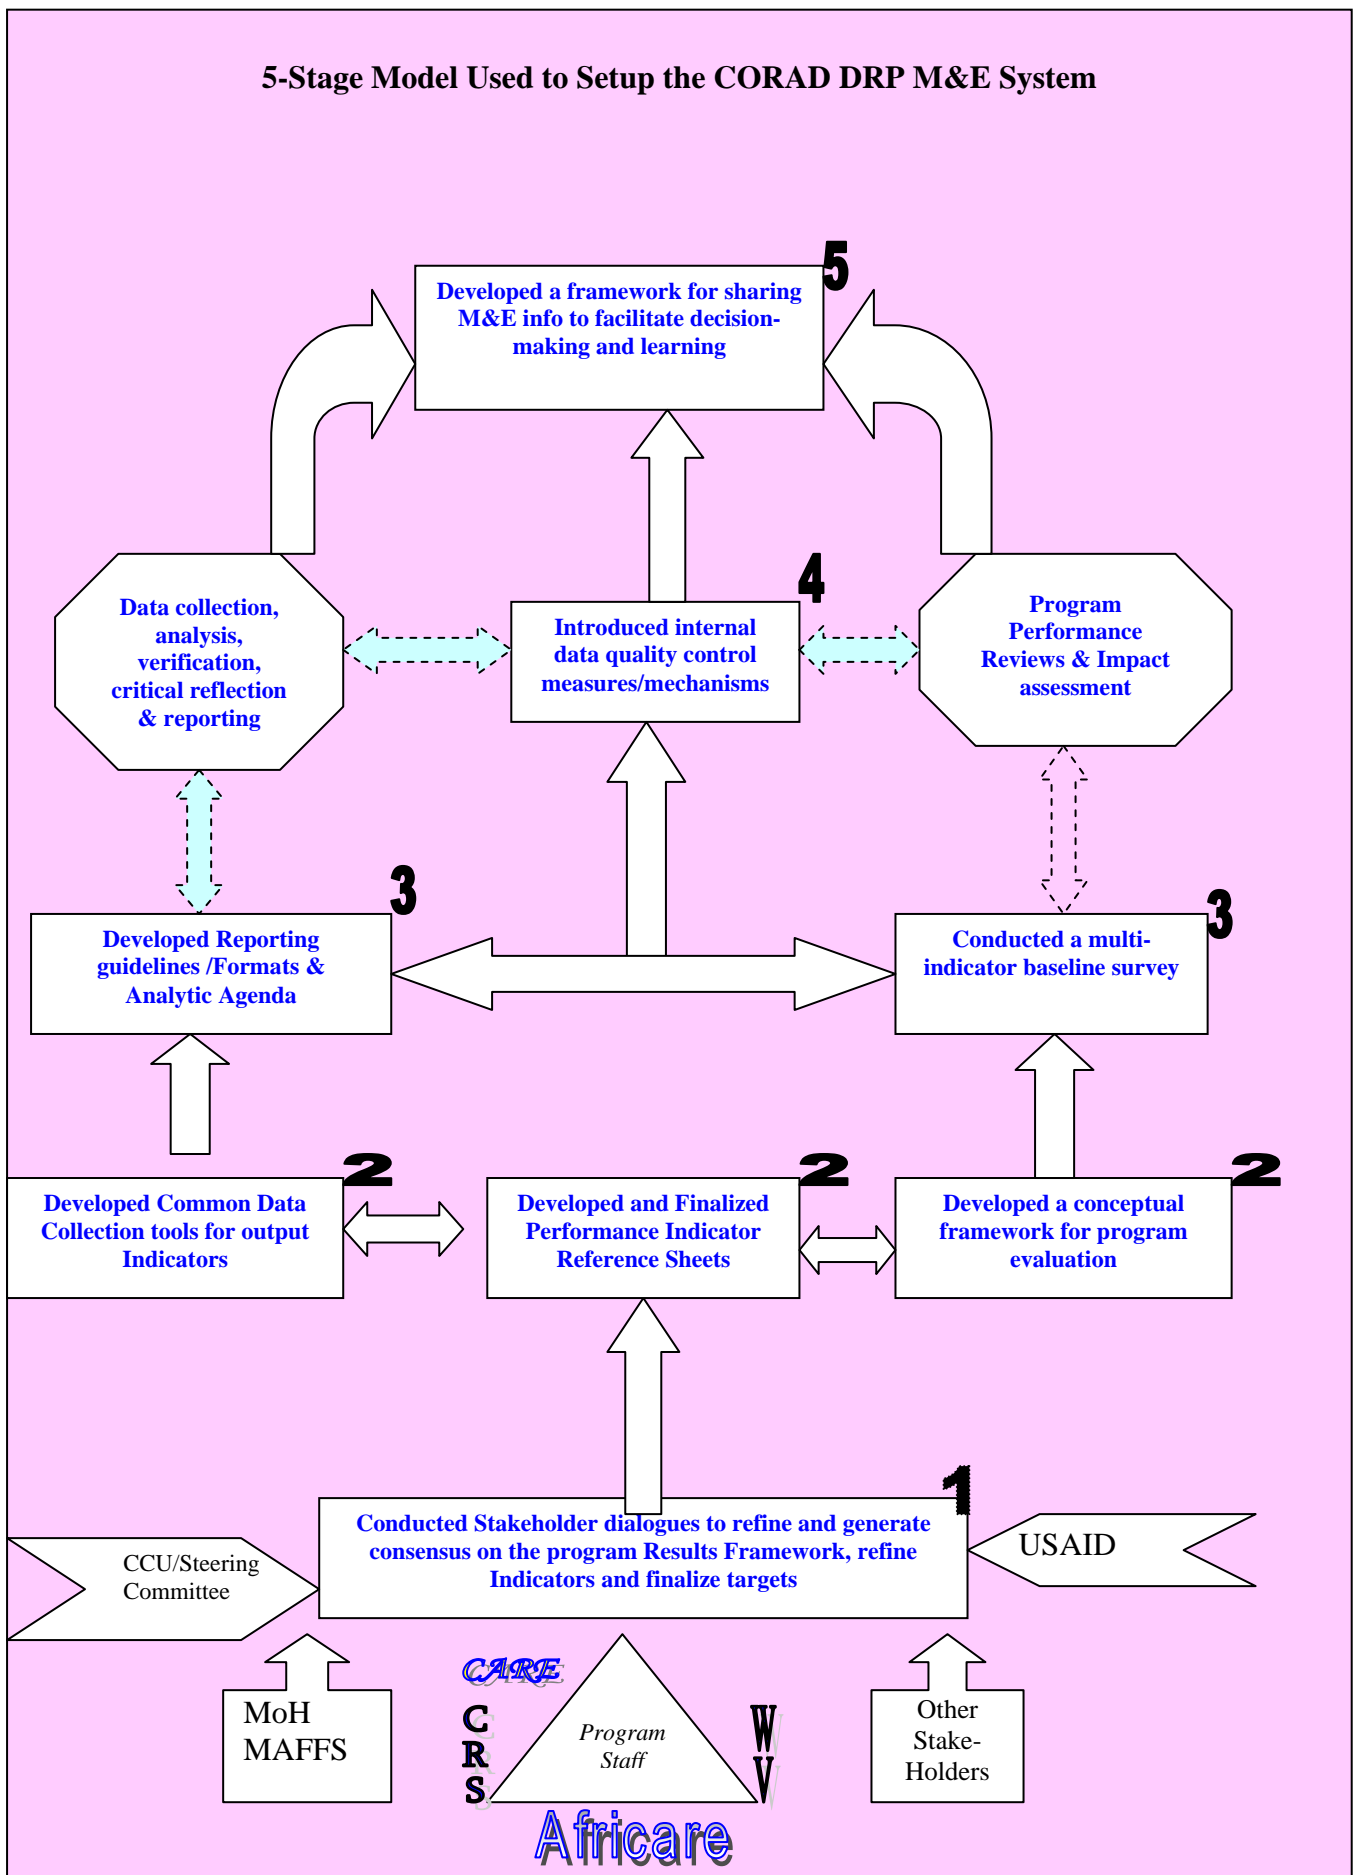 5-Stage Model Used to Setup the CORAD DRP M&E System
5
Developed a framework for sharing
M&E info to facilitate decision-
making and learning
Data collection,
analysis,
verification,
critical reflection
& reporting
4
Introduced internal
data quality control
measures/mechanisms
Program
Performance
Reviews & Impact
assessment
3
Developed Reporting
guidelines /Formats &
Analytic Agenda
3
Conducted a multi-
indicator baseline survey
2
Developed Common Data
Collection tools for output
Indicators
2
Developed and Finalized
Performance Indicator
Reference Sheets
2
Developed a conceptual
framework for program
evaluation
1
Conducted Stakeholder dialogues to refine and generate
consensus on the program Results Framework, refine
Indicators and finalize targets
CCU/Steering
Committee
USAID
MoH
MAFFS
CARE
CRS
Program
Staff
WV
Africare
Other
Stake-
Holders